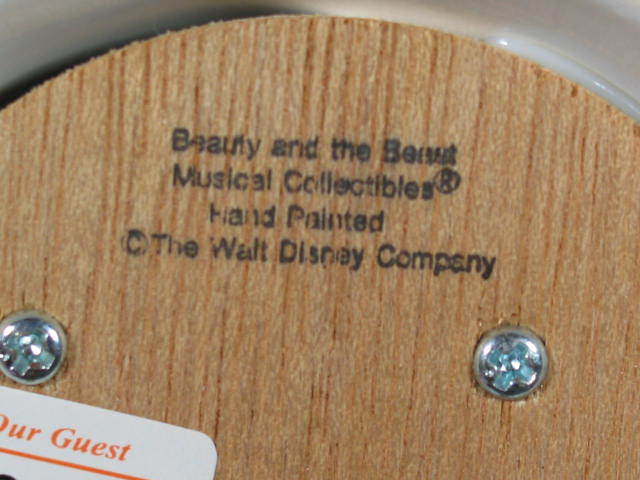 Beauty and the Beast
Musical Collectibles®
Hand Painted
©The Walt Disney Company
Our Guest